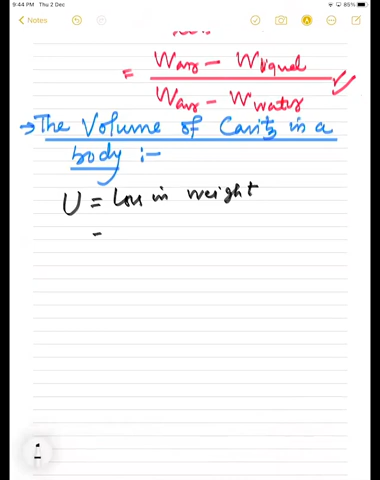 9:44 PM Thu 2 Dec
85%
Notes
= Wair - Wliquid
Wair - Wwater
→ The Volume of Cavity in a
body :-
U = Loss in weight
=